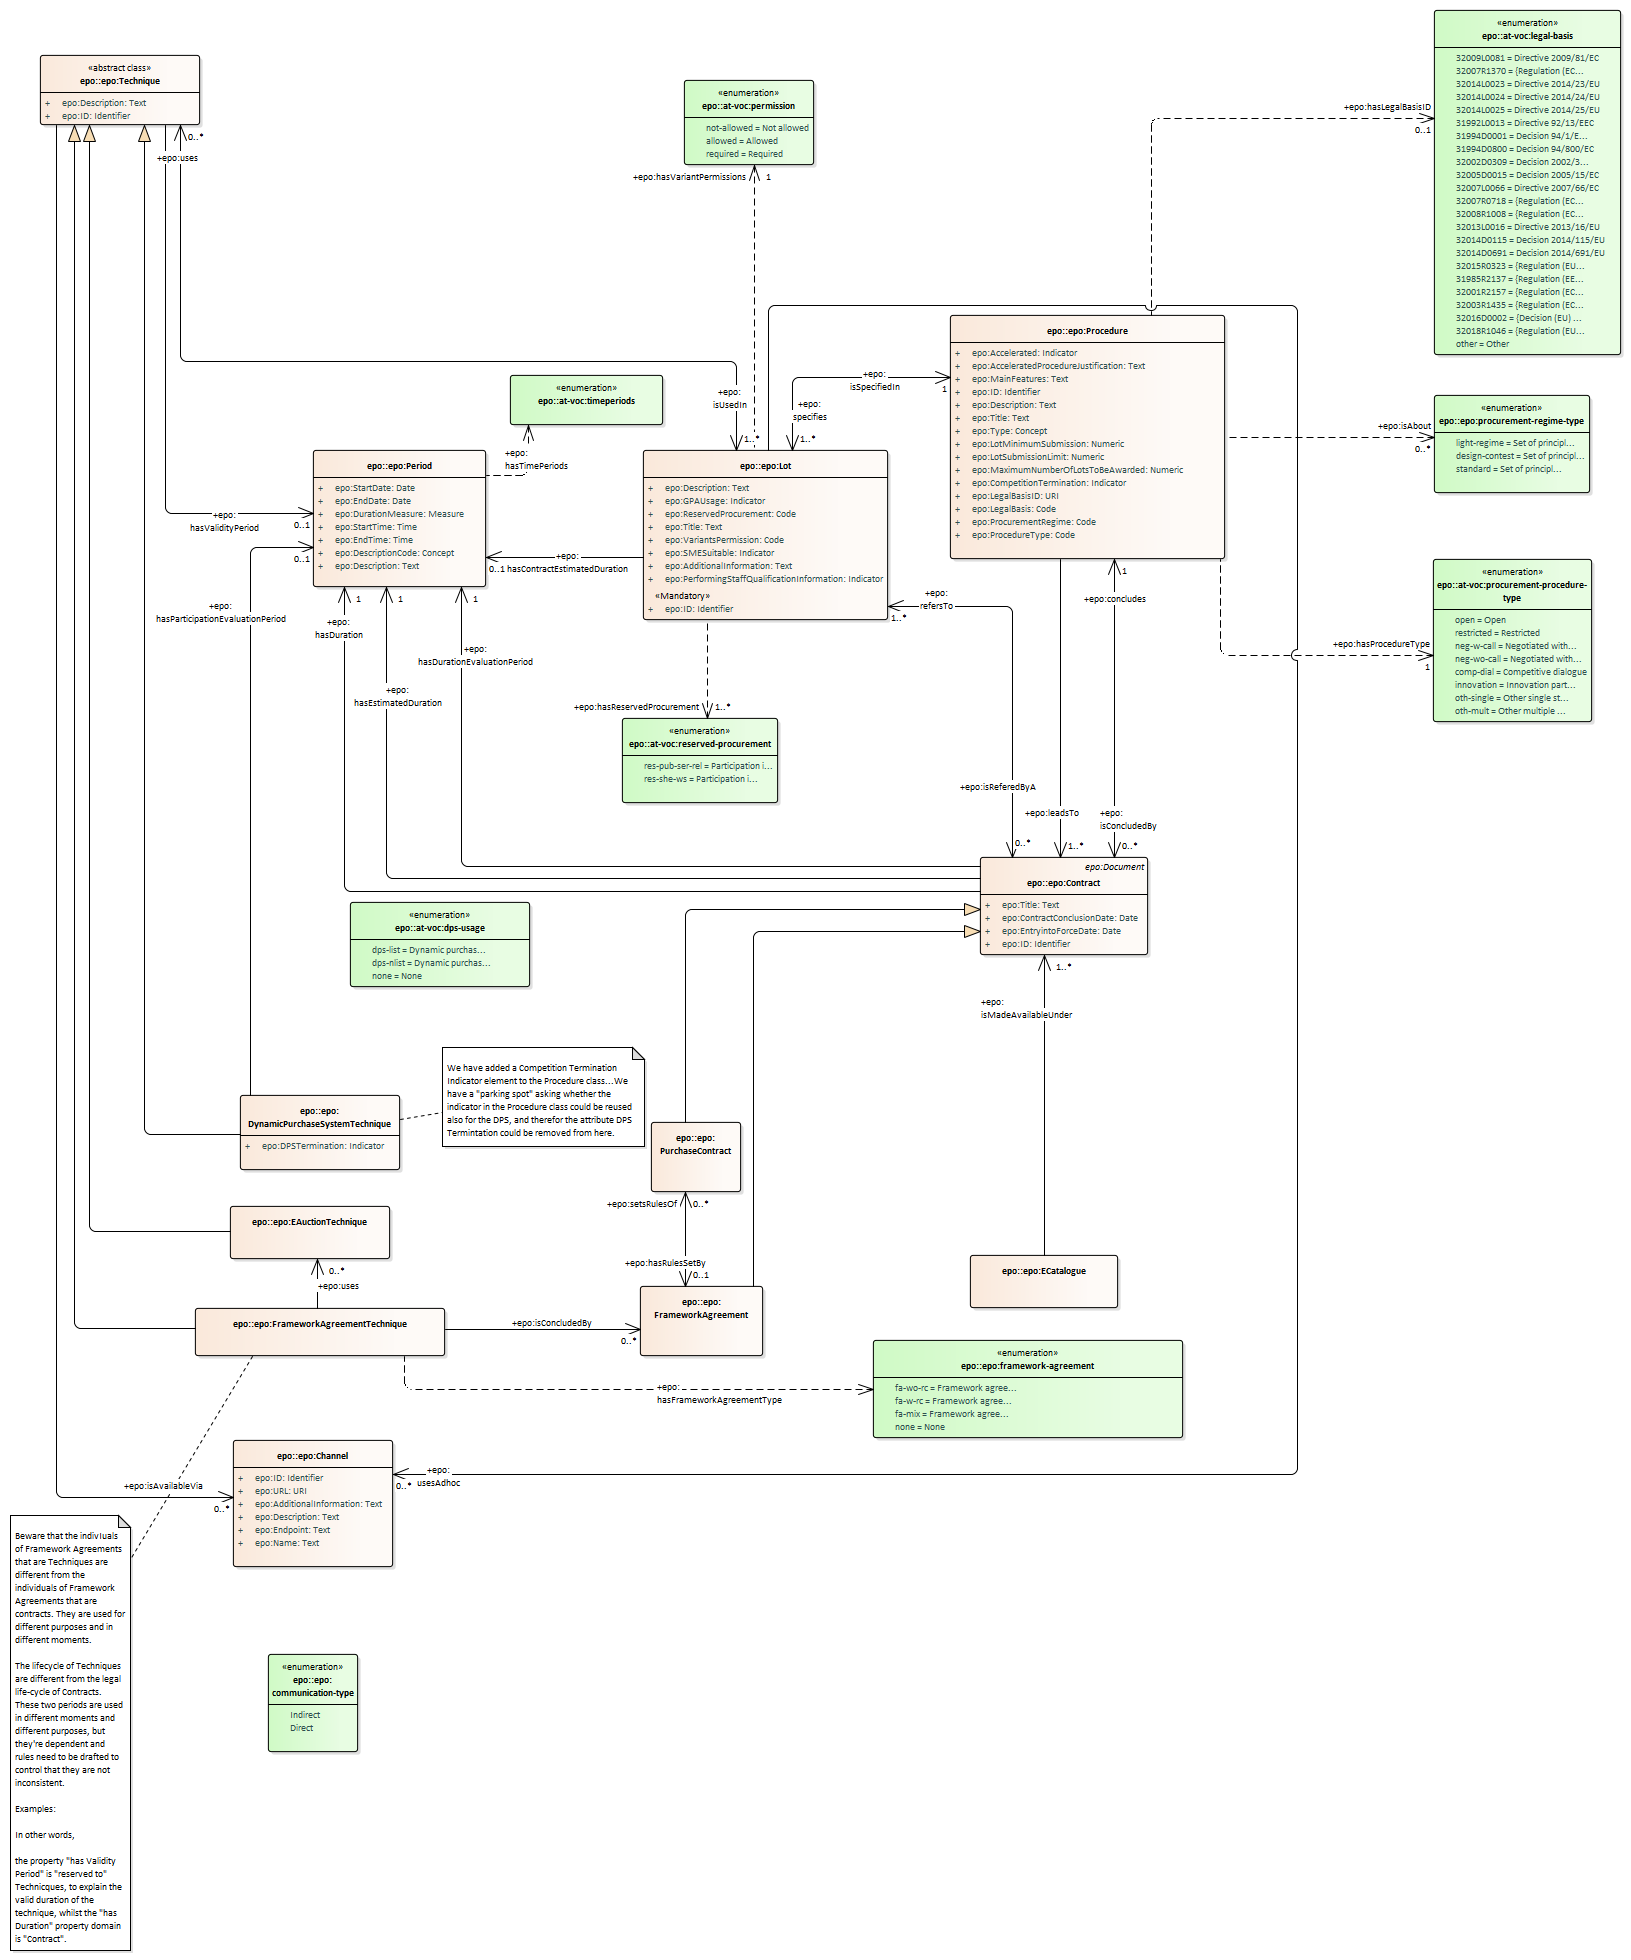 «enumeration»
epo::at-voc:legal-basis
32009L0081 = Directive 2009/81/EC
32007R1370 = {Regulation (EC...
32014L0023 = Directive 2014/23/EU
32014L0024 = Directive 2014/24/EU
32014L0025 = Directive 2014/25/EU
31992L0013 = Directive 92/13/EEC
31994D0001 = Decision 94/1/E...
31994D0800 = Decision 94/800/EC
32002D0309 = Decision 2002/3...
32005D0015 = Decision 2005/15/EC
32007L0066 = Directive 2007/66/EC
32007R0718 = {Regulation (EC...
32008R1008 = {Regulation (EC...
32013L0016 = Directive 2013/16/EU
32014D0115 = Decision 2014/115/EU
32014D0691 = Decision 2014/691/EU
32015R0323 = {Regulation (EU...
31985R2137 = {Regulation (EE...
32001R2157 = {Regulation (EC...
32003R1435 = {Regulation (EC...
32016D0002 = {Decision (EU) ...
32018R1046 = {Regulation (EU...
other = Other
+epo:hasLegalBasisID
0..1
«abstract class»
epo::epo:Technique
+ epo:Description: Text
+ epo:ID: Identifier
+epo:uses
0..*
«enumeration»
epo::at-voc:permission
not-allowed = Not allowed
allowed = Allowed
required = Required
+epo:hasVariantPermissions
1
epo::epo:Procedure
+ epo:Accelerated: Indicator
+ epo:AcceleratedProcedureJustification: Text
+ epo:MainFeatures: Text
+ epo:ID: Identifier
+ epo:Description: Text
+ epo:Title: Text
+ epo:Type: Concept
+ epo:LotMinimumSubmission: Numeric
+ epo:LotSubmissionLimit: Numeric
+ epo:MaximumNumberOfLotsToBeAwarded: Numeric
+ epo:CompetitionTermination: Indicator
+ epo:LegalBasisID: URI
+ epo:LegalBasis: Code
+ epo:ProcurementRegime: Code
+ epo:ProcedureType: Code
+epo:
isSpecifiedIn
1
+epo:
specifies
1..*
+epo:
isUsedIn
1..*
«enumeration»
epo::at-voc:timeperiods
+epo:
hasTimePeriods
«enumeration»
epo::epo:procurement-regime-type
light-regime = Set of principl...
design-contest = Set of principl...
standard = Set of principl...
+epo:isAbout
0..*
epo::epo:Period
+ epo:StartDate: Date
+ epo:EndDate: Date
+ epo:DurationMeasure: Measure
+ epo:StartTime: Time
+ epo:EndTime: Time
+ epo:DescriptionCode: Concept
+ epo:Description: Text
+epo:
hasValidityPeriod
0..1
0..1
+epo:
hasParticipationEvaluationPeriod
epo::epo:Lot
+ epo:Description: Text
+ epo:GPAUsage: Indicator
+ epo:ReservedProcurement: Code
+ epo:Title: Text
+ epo:VariantsPermission: Code
+ epo:SMESuitable: Indicator
+ epo:AdditionalInformation: Text
+ epo:PerformingStaffQualificationInformation: Indicator
«Mandatory»
+ epo:ID: Identifier
+epo:
0..1 hasContractEstimatedDuration
+epo:
refersTo
1..*
+epo:concludes
1
«enumeration»
epo::at-voc:procurement-procedure-
type
open = Open
restricted = Restricted
neg-w-call = Negotiated with...
neg-wo-call = Negotiated with...
comp-dial = Competitive dialogue
innovation = Innovation part...
oth-single = Other single st...
oth-mult = Other multiple ...
+epo:hasProcedureType
1
+epo:
hasDuration
1
+epo:
hasEstimatedDuration
1
+epo:
hasDurationEvaluationPeriod
1
+epo:hasReservedProcurement
1..*
«enumeration»
epo::at-voc:reserved-procurement
res-pub-ser-rel = Participation i...
res-she-ws = Participation i...
+epo:isReferedByA
0..*
+epo:leadsTo
1..*
+epo:
isConcludedBy
0..*
epo:Document
epo::epo:Contract
+ epo:Title: Text
+ epo:ContractConclusionDate: Date
+ epo:EntryintoForceDate: Date
+ epo:ID: Identifier
1..*
+epo:
isMadeAvailableUnder
«enumeration»
epo::at-voc:dps-usage
dps-list = Dynamic purchas...
dps-nlist = Dynamic purchas...
none = None
We have added a Competition Termination
Indicator element to the Procedure class...We
have a "parking spot" asking whether the
indicator in the Procedure class could be reused
also for the DPS, and therefor the attribute DPS
Termintation could be removed from here.
epo::epo:
DynamicPurchaseSystemTechnique
+ epo:DPSTermination: Indicator
epo::epo:
PurchaseContract
+epo:setsRulesOf
0..*
+epo:hasRulesSetBy
0..1
epo::epo:EAuctionTechnique
0..*
+epo:uses
epo::epo:FrameworkAgreementTechnique
+epo:isConcludedBy
0..*
epo::epo:
FrameworkAgreement
epo::epo:ECatalogue
«enumeration»
epo::epo:framework-agreement
fa-wo-rc = Framework agree...
fa-w-rc = Framework agree...
fa-mix = Framework agree...
none = None
+epo:
hasFrameworkAgreementType
epo::epo:Channel
+ epo:ID: Identifier
+ epo:URL: URI
+ epo:AdditionalInformation: Text
+ epo:Description: Text
+ epo:Endpoint: Text
+ epo:Name: Text
+epo:isAvailableVia
0..*
+epo:
0..* usesAdhoc
Beware that the indivIuals
of Framework Agreements
that are Techniques are
different from the
individuals of Framework
Agreements that are
contracts. They are used for
different purposes and in
different moments.
The lifecycle of Techniques
are different from the legal
life-cycle of Contracts.
These two periods are used
in different moments and
different purposes, but
they're dependent and
rules need to be drafted to
control that they are not
inconsistent.
Examples:
In other words,
the property "has Validity
Period" is "reserved to"
Technicques, to explain the
valid duration of the
technique, whilst the "has
Duration" property domain
is "Contract".
«enumeration»
epo::epo:
communication-type
Indirect
Direct